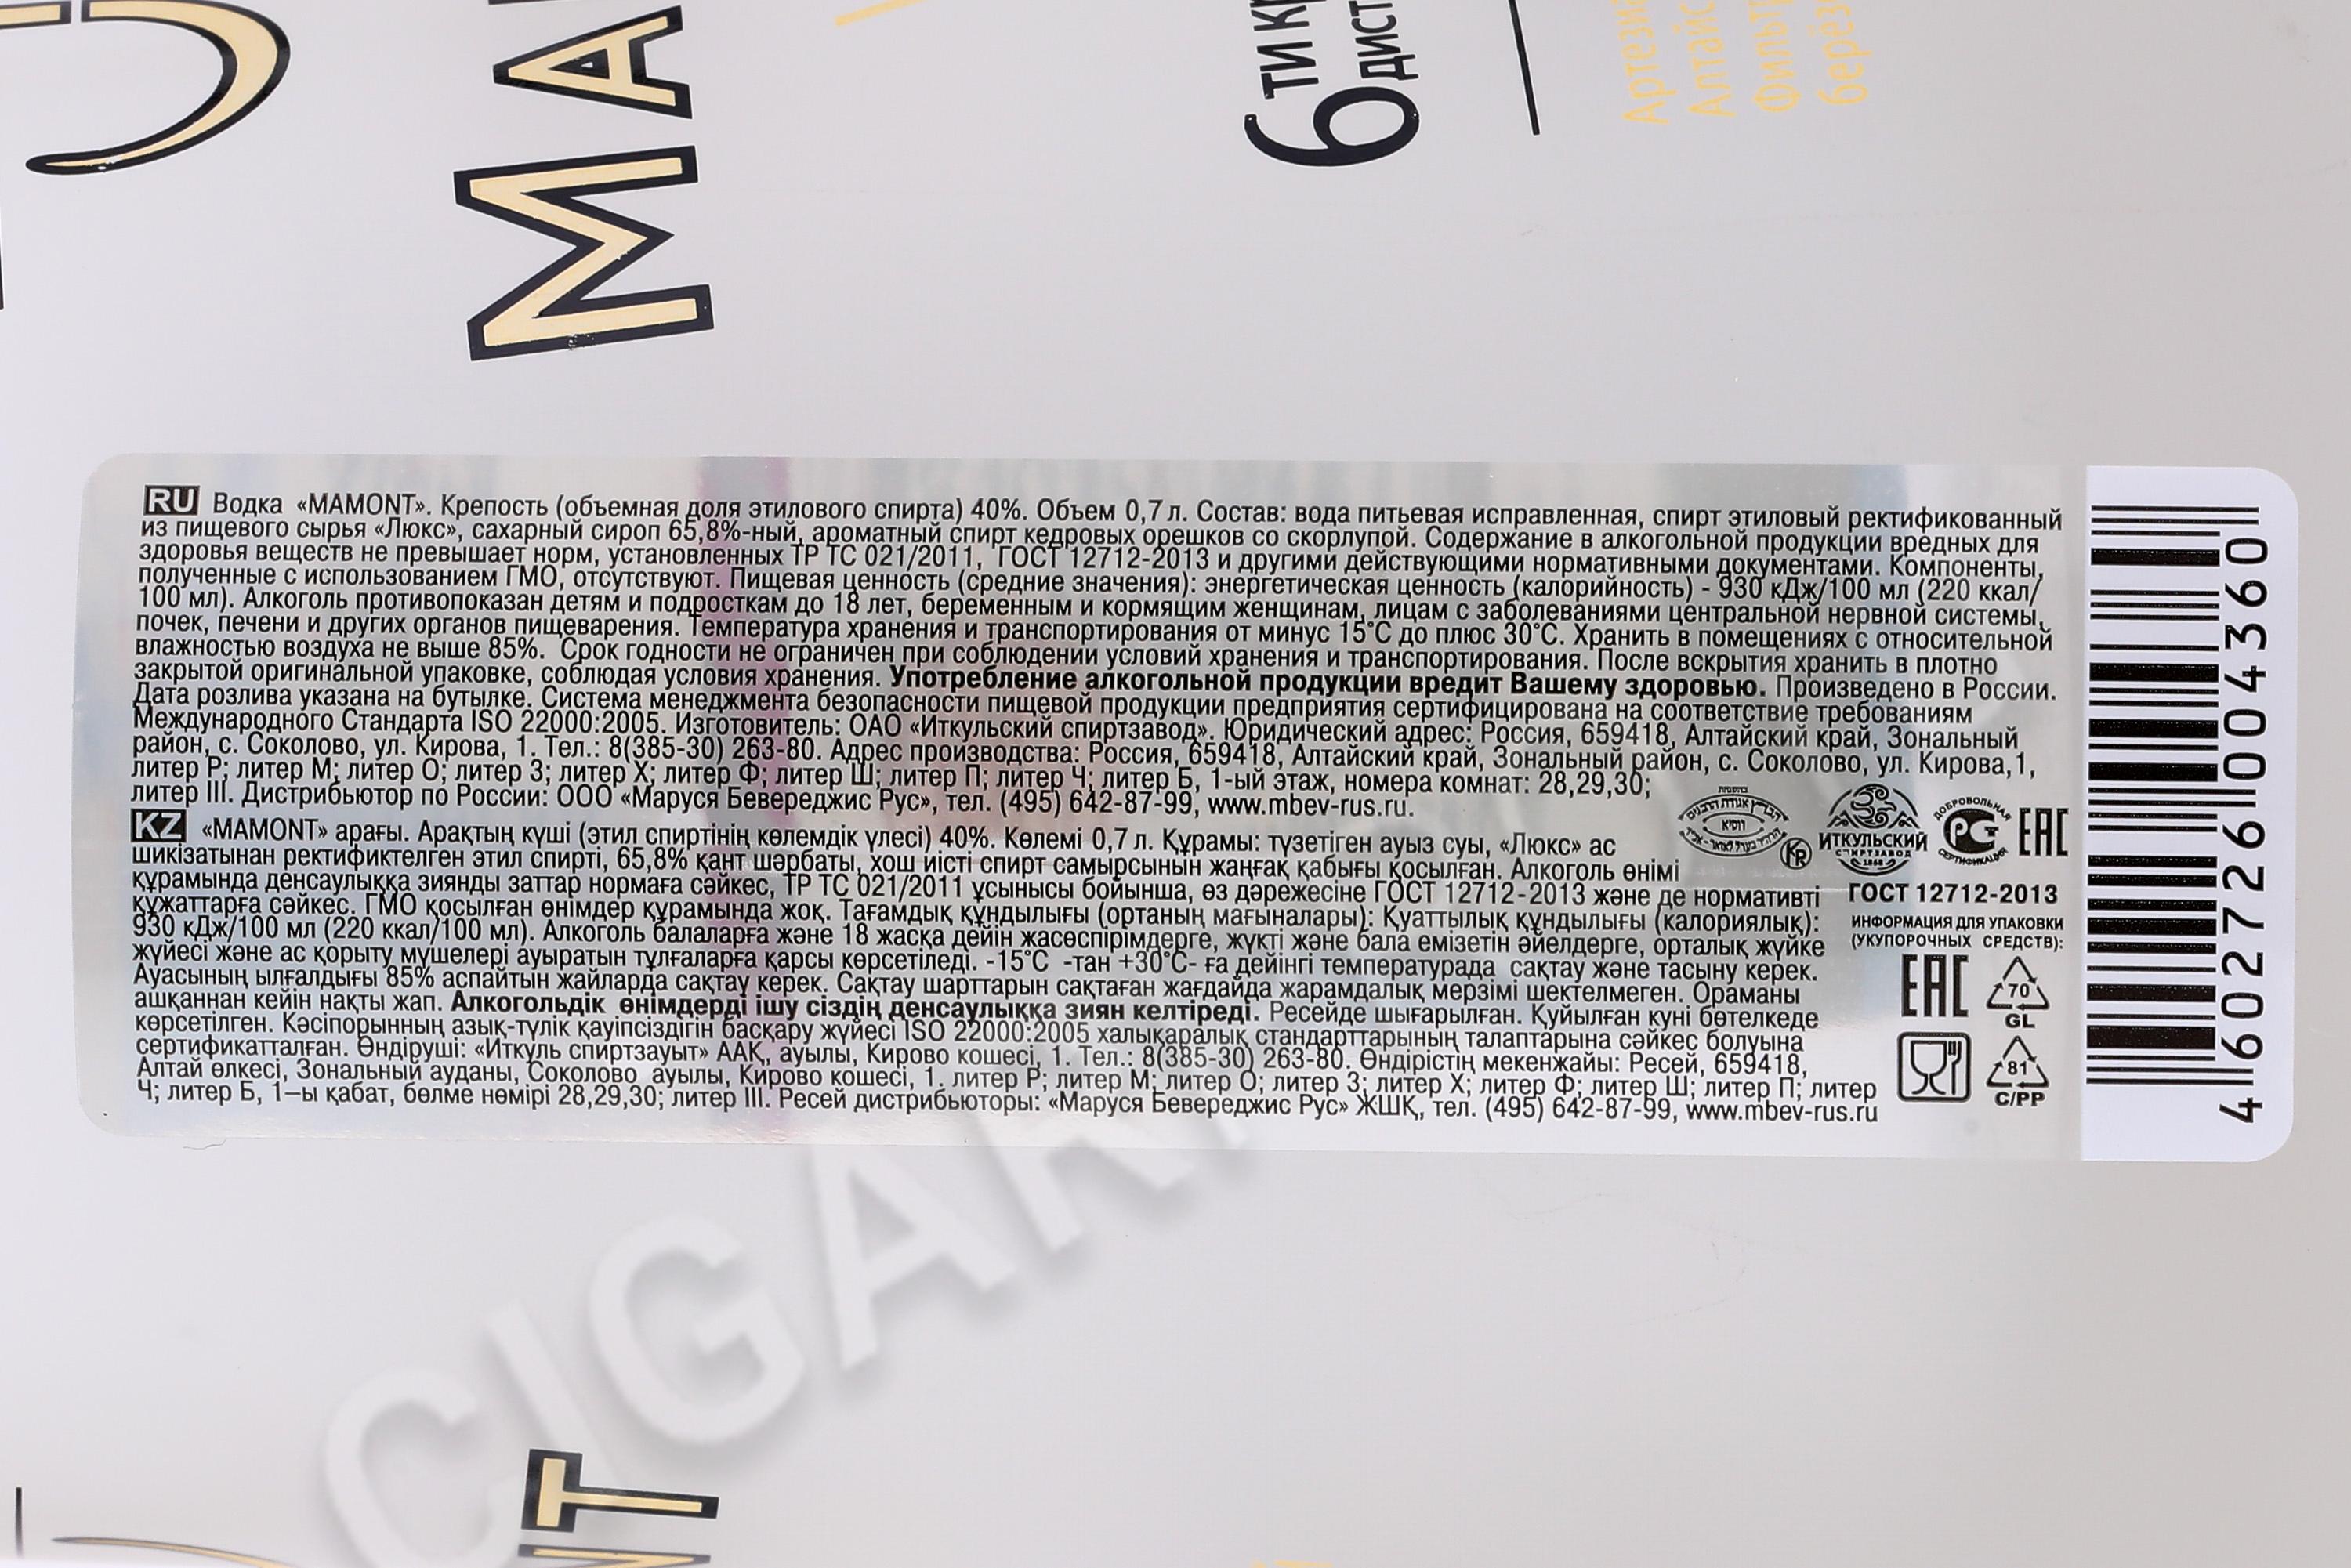 МА
6
ТИ К
ДИСТ
Артезиа
Алтайс
Фильт
берёз
RU Водка «MAMONT». Крепость (объемная доля этилового спирта) 40%. Объем 0,7 л. Состав: вода питьевая исправленная, спирт этиловый ректификованный
из пищевого сырья «Люкс», сахарный сироп 65,8%-ный, ароматный спирт кедровых орешков со скорлупой. Содержание в алкогольной продукции вредных для
здоровья веществ не превышает норм, установленных ТР ТС 021/2011, ГОСТ 12712-2013 и другими действующими нормативными документами. Компоненты,
полученные с использованием ГМО, отсутствуют. Пищевая ценность (средние значения): энергетическая ценность (калорийность) - 930 кДж/100 мл (220 ккал/
100 мл). Алкоголь противопоказан детям и подросткам до 18 лет, беременным и кормящим женщинам, лицам с заболеваниями центральной нервной системы,
почек, печени и других органов пищеварения. Температура хранения и транспортирования от минус 15°С до плюс 30°С. Хранить в помещениях с относительной
влажностью воздуха не выше 85%. Срок годности не ограничен при соблюдении условий хранения и транспортирования. После вскрытия хранить в плотно
закрытой оригинальной упаковке, соблюдая условия хранения. Употребление алкогольной продукции вредит Вашему здоровью. Произведено в России.
Дата розлива указана на бутылке. Система менеджмента безопасности пищевой продукции предприятия сертифицирована на соответствие требованиям
Международного Стандарта ISO 22000:2005. Изготовитель: ОАО «Иткульский спиртзавод». Юридический адрес: Россия, 659418, Алтайский край, Зональный
район, с. Соколово, ул. Кирова, 1. Тел.: 8(385-30) 263-80. Адрес производства: Россия, 659418, Алтайский край, Зональный район, с. Соколово, ул. Кирова,1,
литер Р; литер М; литер О; литер З; литер Х; литер Ф; литер Ш; литер П; литер Ч; литер Б, 1-ый этаж, номера комнат: 28,29,30;
литер III. Дистрибьютор по России: ООО «Маруся Бевереджис Рус», тел. (495) 642-87-99, www.mbev-rus.ru.
KZ «MAMONT» арағы. Арақтың күші (этил спиртінің көлемдік үлесі) 40%. Көлемі 0,7 л. Құрамы: түзетіген ауыз суы, «Люкс» ас
шикізатынан ректификтелген этил спирті, 65,8% қант шәрбаты, хош иісті спирт самырсынын жаңғақ қабығы қосылған. Алкоголь өнімі
құрамында денсаулыққа зиянды заттар нормаға сәйкес, ТР ТС 021/2011 ұсынысы бойынша, өз дәрежесіне ГОСТ 12712-2013 және де нормативті
құжаттарға сәйкес. ГМО қосылған өнімдер құрамында жоқ. Тағамдық құндылығы (ортаның мағыналары): Қуаттылық құндылығы (калориялық):
930 кДж/100 мл (220 ккал/100 мл). Алкоголь балаларға және 18 жасқа дейін жасөспірімдерге, жүкті және бала емізетін әйелдерге, орталық жүйке
жүйесі және ас қорыту мүшелері ауыратын тұлғаларға қарсы көрсетіледі. -15°С -тан +30°С- ға дейінгі температурада сақтау және тасыну керек.
Ауасының ылғалдығы 85% аспайтын жайларда сақтау керек. Сақтау шарттарын сақтаған жағдайда жарамдалық мерзімі шектелмеген. Ораманы
ашқаннан кейін нақты жап. Алкогольдік өнімдерді ішу сіздің денсаулыққа зиян келтіреді. Ресейде шығарылған. Қуйылған куні бөтелкеде
көрсетілген. Кәсіпорынның азық-түлік қауіпсіздігін басқару жүйесі ISO 22000:2005 халықаралық стандарттарының талаптарына сәйкес болуына
сертификатталған. Өндіруші: «Иткуль спиртзауыт» ААҚ, ауылы, Кирово кошесі, 1. Тел.: 8(385-30) 263-80. Өндірістің мекенжайы: Ресей, 659418,
Алтай өлкесі, Зональный ауданы, Соколово ауылы, Кирово кошесі, 1. литер Р; литер М; литер О; литер З; литер Х; литер Ф; литер Ш; литер П; литер
Ч; литер Б, 1–ы қабат, бөлме нөмірі 28,29,30; литер III. Ресей дистрибьюторы: «Маруся Бевереджис Рус» ЖШҚ, тел. (495) 642-87-99, www.mbev-rus.ru
КР
ИТКУЛЬСКИЙ
СПИРТЗАВОД
1868
ДОБРОВОЛЬНАЯ
СЕРТИФИКАЦИЯ
ЕАС
ГОСТ 12712-2013
ИНФОРМАЦИЯ ДЛЯ УПАКОВКИ
(УКУПОРОЧНЫХ СРЕДСТВ):
ЕАС
70
GL
81
C/PP
4 602726 004360
CIGAR
NT